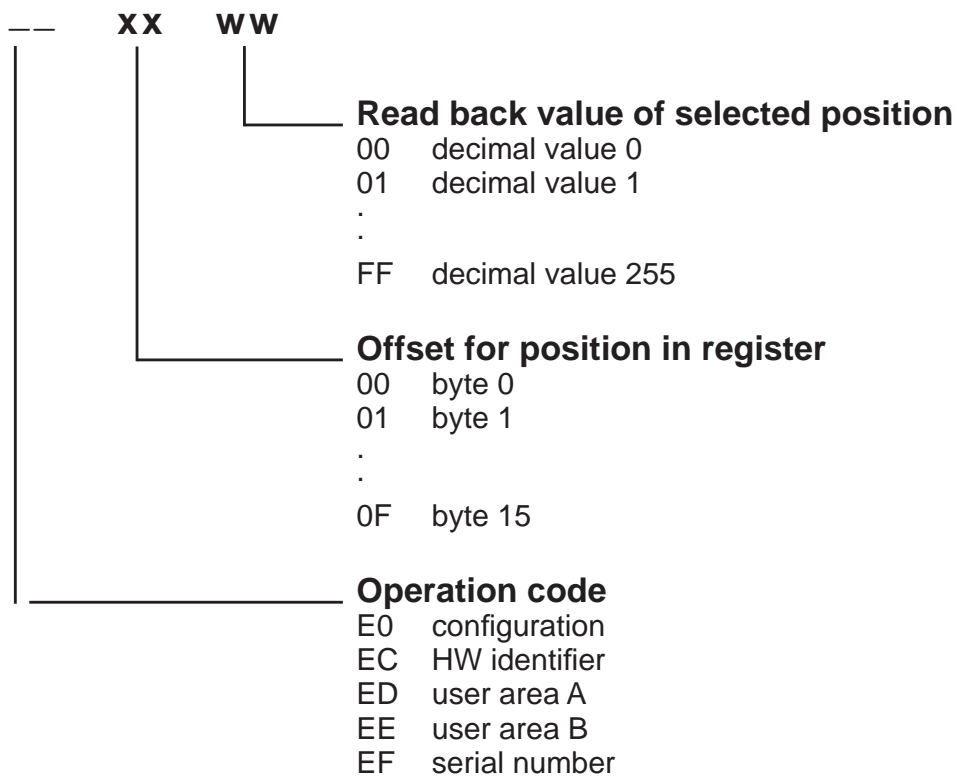 __ xx ww
Read back value of selected position
00 decimal value 0
01 decimal value 1
.
.
FF decimal value 255
Offset for position in register
00 byte 0
01 byte 1
.
.
0F byte 15
Operation code
E0 configuration
EC HW identifier
ED user area A
EE user area B
EF serial number